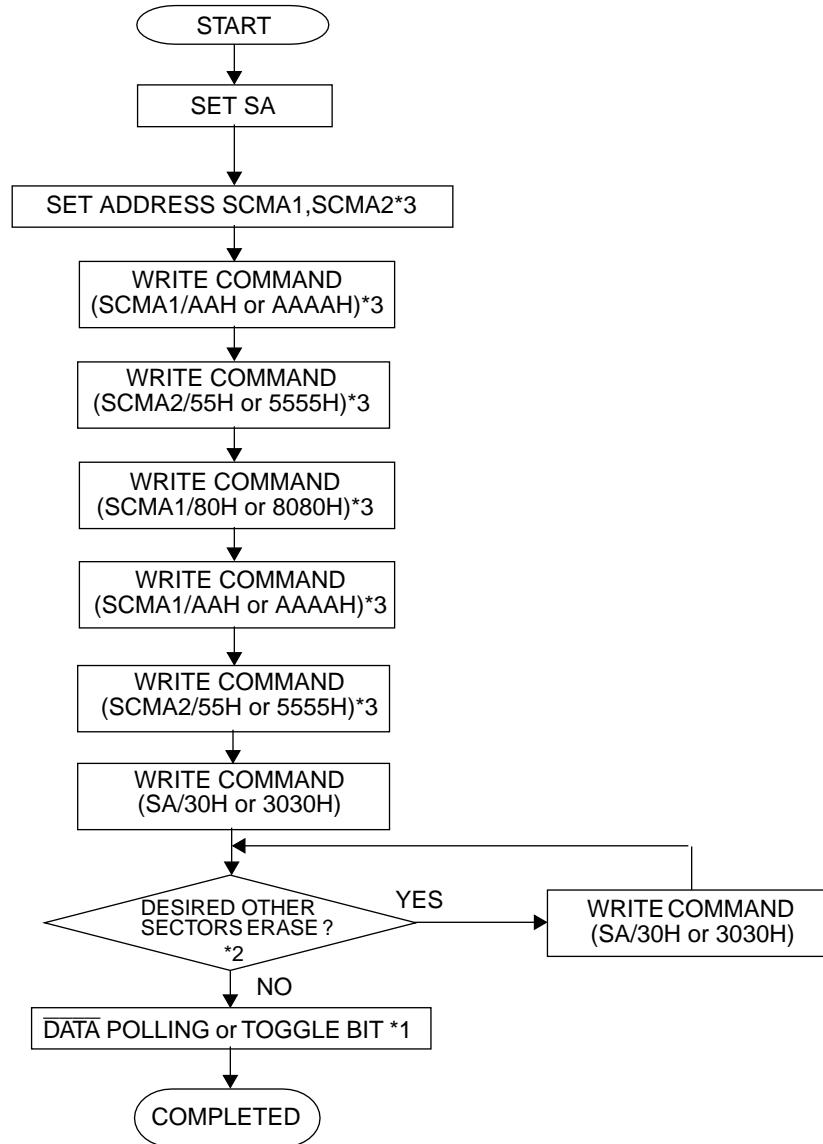 START
SET SA
SET ADDRESS SCMA1,SCMA2*3
WRITE COMMAND
(SCMA1/AAH or AAAAH)*3
WRITE COMMAND
(SCMA2/55H or 5555H)*3
WRITE COMMAND
(SCMA1/80H or 8080H)*3
WRITE COMMAND
(SCMA1/AAH or AAAAH)*3
WRITE COMMAND
(SCMA2/55H or 5555H)*3
WRITE COMMAND
(SA/30H or 3030H)
DESIRED OTHER
SECTORS ERASE ?
*2
YES
WRITE COMMAND
(SA/30H or 3030H)
NO
DATA POLLING or TOGGLE BIT *1
COMPLETED